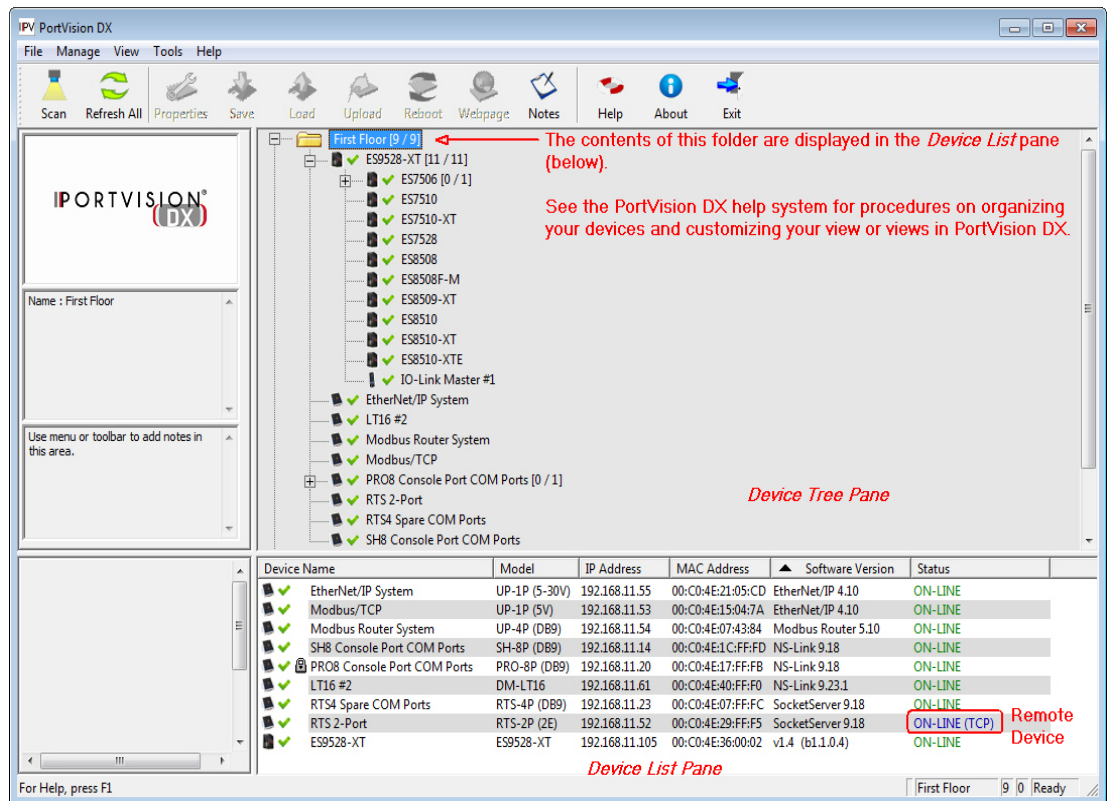 IPV PortVision DX
File Manage View Tools Help
Scan Refresh All Properties Save Load Upload Reboot Webpage Notes Help About Exit
IPORTVISION®
(DX)
Name : First Floor
Use menu or toolbar to add notes in
this area.
First Floor [9 / 9]
The contents of this folder are displayed in the Device List pane
(below).
See the PortVision DX help system for procedures on organizing
your devices and customizing your view or views in PortVision DX.
ES9528-XT [11 / 11]
ES7506 [0 / 1]
ES7510
ES7510-XT
ES7528
ES8508
ES8508F-M
ES8509-XT
ES8510
ES8510-XT
ES8510-XTE
IO-Link Master #1
EtherNet/IP System
LT16 #2
Modbus Router System
Modbus/TCP
PRO8 Console Port COM Ports [0 / 1]
RTS 2-Port
RTS4 Spare COM Ports
SH8 Console Port COM Ports
Device Tree Pane
Device Name Model IP Address MAC Address Software Version Status
EtherNet/IP System UP-1P (5-30V) 192.168.11.55 00:C0:4E:21:05:CD EtherNet/IP 4.10 ON-LINE
Modbus/TCP UP-1P (5V) 192.168.11.53 00:C0:4E:15:04:7A EtherNet/IP 4.10 ON-LINE
Modbus Router System UP-4P (DB9) 192.168.11.54 00:C0:4E:07:43:84 Modbus Router 5.10 ON-LINE
SH8 Console Port COM Ports SH-8P (DB9) 192.168.11.14 00:C0:4E:1C:FF:FD NS-Link 9.18 ON-LINE
PRO8 Console Port COM Ports PRO-8P (DB9) 192.168.11.20 00:C0:4E:17:FF:FB NS-Link 9.18 ON-LINE
LT16 #2 DM-LT16 192.168.11.61 00:C0:4E:40:FF:F0 NS-Link 9.23.1 ON-LINE
RTS4 Spare COM Ports RTS-4P (DB9) 192.168.11.23 00:C0:4E:07:FF:FC SocketServer 9.18 ON-LINE
RTS 2-Port RTS-2P (2E) 192.168.11.52 00:C0:4E:29:FF:F5 SocketServer 9.18 ON-LINE (TCP)
ES9528-XT ES9528-XT 192.168.11.105 00:C0:4E:36:00:02 v1.4 (b1.1.0.4) ON-LINE
Remote
Device
Device List Pane
For Help, press F1
First Floor 9 0 Ready